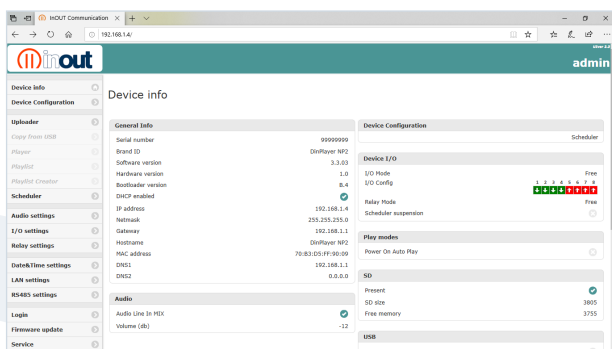 InOUT Communication
192.168.1.4/
inout
admin
Device info
Device Configuration
Uploader
Copy from USB
Player
Playlist
Playlist Creator
Scheduler
Audio settings
I/O settings
Relay settings
Date&Time settings
LAN settings
RS485 settings
Login
Firmware update
Service
Device info
General Info
Serial number 99999999
Brand ID DinPlayer NP2
Software version 3.3.03
Hardware version 1.0
Bootloader version 8.4
DHCP enabled
IP address 192.168.1.4
Netmask 255.255.255.0
Gateway 192.168.1.1
Hostname DinPlayer NP2
MAC address 70:B3:D5:FF:90:09
DNS1 192.168.1.1
DNS2 0.0.0.0
Audio
Audio Line In MIX
Volume (db) -12
Device Configuration
Scheduler
Device I/O
I/O Mode Free
I/O Config 1 2 3 4 5 6 7 8
Relay Mode Free
Scheduler suspension
Play modes
Power On Auto Play
SD
Present
SD size 3805
Free memory 3755
USB